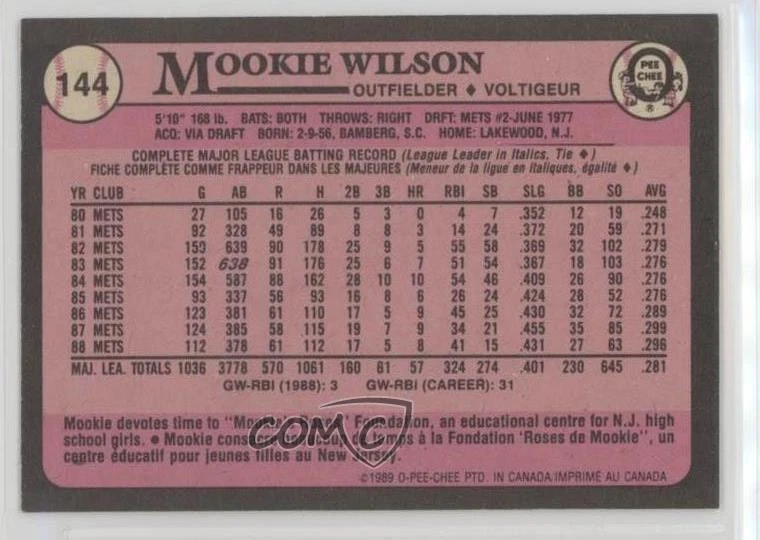 144
MOOKIE WILSON
OUTFIELDER ♦ VOLTIGEUR
PEE CHEE ®
5'10" 168 lb. BATS: BOTH THROWS: RIGHT DRFT: METS #2-JUNE 1977
ACQ: VIA DRAFT BORN: 2-9-56, BAMBERG, S.C. HOME: LAKEWOOD, N.J.
COMPLETE MAJOR LEAGUE BATTING RECORD (League Leader in Italics, Tie ♦)
FICHE COMPLÈTE COMME FRAPPEUR DANS LES MAJEURES (Meneur de la ligue en italiques, égalité ♦)
YR CLUB G AB R H 2B 3B HR RBI SB SLG BB SO AVG
80 METS 27 105 16 26 5 3 0 4 7 .352 12 19 .248
81 METS 92 328 49 89 8 8 3 14 24 .372 20 59 .271
82 METS 159 639 90 178 25 9 5 55 58 .369 32 102 .279
83 METS 152 638 91 176 25 6 7 51 54 .367 18 103 .276
84 METS 154 587 88 162 28 10 10 54 46 .409 26 90 .276
85 METS 93 337 56 93 16 8 6 26 24 .424 28 52 .276
86 METS 123 381 61 110 17 5 9 45 25 .430 32 72 .289
87 METS 124 385 58 115 19 7 9 34 21 .455 35 85 .299
88 METS 112 378 61 112 17 5 8 41 15 .431 27 63 .296
MAJ. LEA. TOTALS 1036 3778 570 1061 160 61 57 324 274 .401 230 645 .281
GW-RBI (1988): 3 GW-RBI (CAREER): 31
Mookie devotes time to "Mookie's Roses" Foundation, an educational centre for N.J. high
school girls. • Mookie consacre du temps à la Fondation 'Roses de Mookie", un
centre éducatif pour jeunes filles au New Jersey.
COMC
©1989 O-PEE-CHEE PTD. IN CANADA/IMPRIMÉ AU CANADA